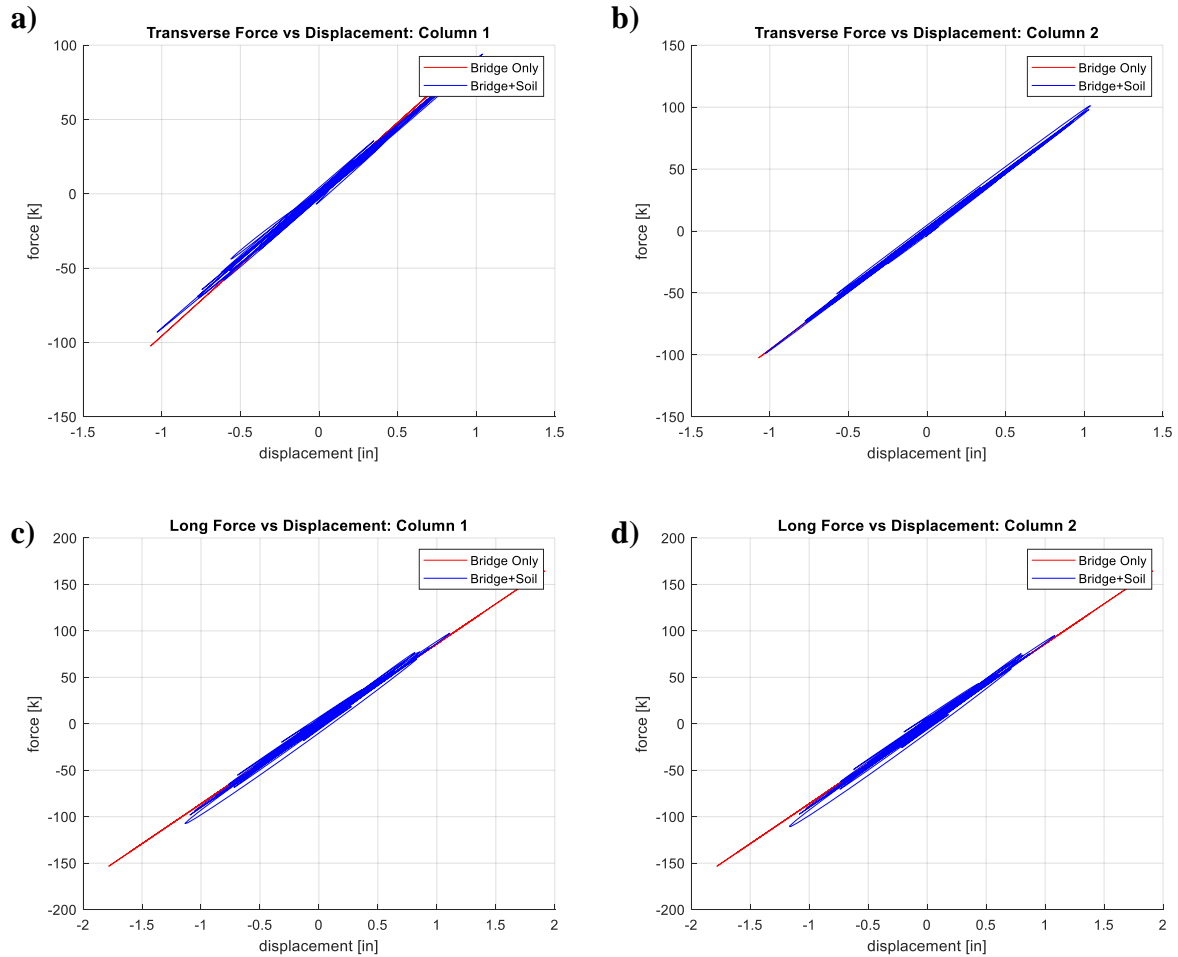 a)
Transverse Force vs Displacement: Column 1
100
50
0
-50
-100
-150
force [k]
-1.5 -1 -0.5 0 0.5 1 1.5
displacement [in]
Bridge Only
Bridge+Soil
b)
Transverse Force vs Displacement: Column 2
150
100
50
0
-50
-100
-150
force [k]
-1.5 -1 -0.5 0 0.5 1 1.5
displacement [in]
Bridge Only
Bridge+Soil
c)
Long Force vs Displacement: Column 1
200
150
100
50
0
-50
-100
-150
-200
force [k]
-2 -1.5 -1 -0.5 0 0.5 1 1.5 2
displacement [in]
Bridge Only
Bridge+Soil
d)
Long Force vs Displacement: Column 2
200
150
100
50
0
-50
-100
-150
-200
force [k]
-2 -1.5 -1 -0.5 0 0.5 1 1.5 2
displacement [in]
Bridge Only
Bridge+Soil